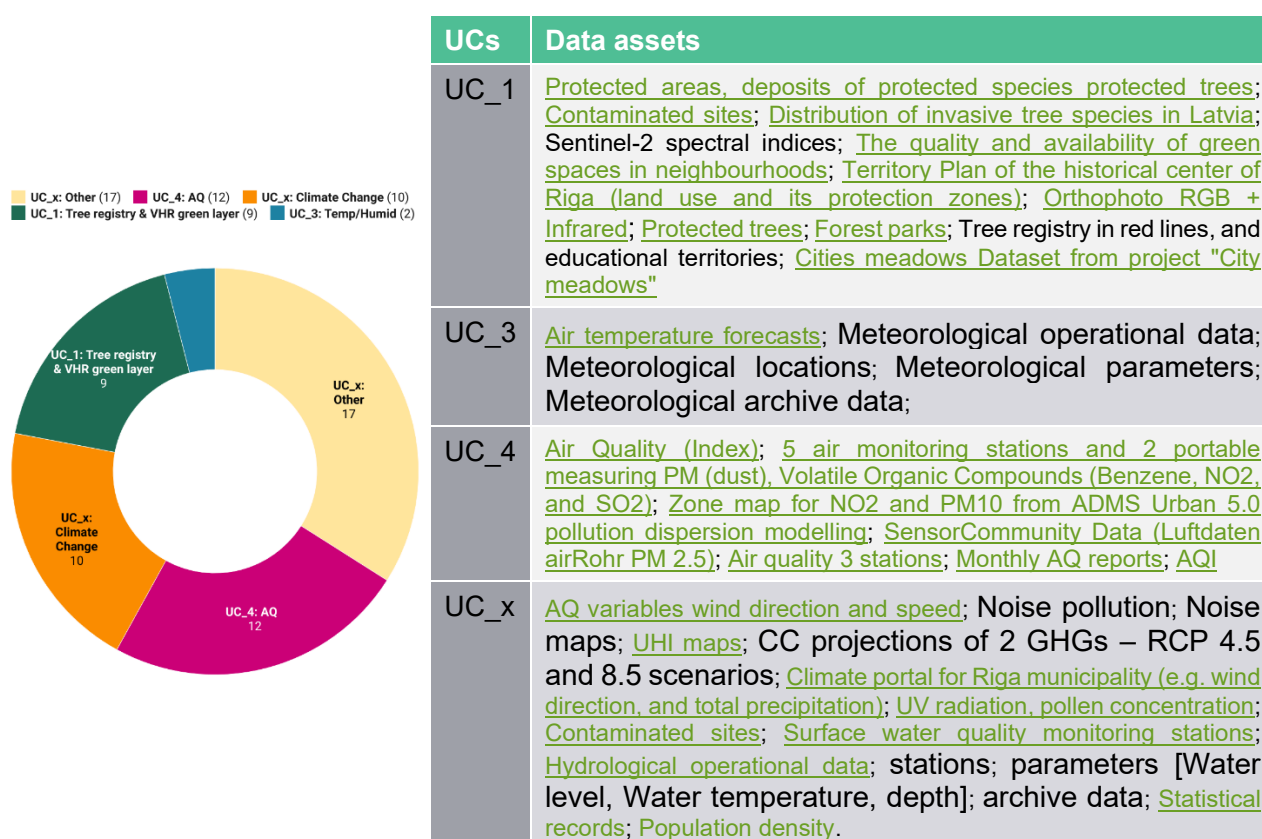 UC_x: Other (17) UC_4: AQ (12) UC_x: Climate Change (10)
UC_1: Tree registry & VHR green layer (9) UC_3: Temp/Humid (2)
UC_1: Tree registry
& VHR green layer
9
UC_x:
Other
17
UC_x:
Climate
Change
10
UC_4: AQ
12
UCs Data assets
UC_1
Protected areas, deposits of protected species protected trees;
Contaminated sites; Distribution of invasive tree species in Latvia;
Sentinel-2 spectral indices; The quality and availability of green
spaces in neighbourhoods; Territory Plan of the historical center of
Riga (land use and its protection zones); Orthophoto RGB +
Infrared; Protected trees; Forest parks; Tree registry in red lines, and
educational territories; Cities meadows Dataset from project "City
meadows"
UC_3
Air temperature forecasts; Meteorological operational data;
Meteorological locations; Meteorological parameters;
Meteorological archive data;
UC_4
Air Quality (Index); 5 air monitoring stations and 2 portable
measuring PM (dust), Volatile Organic Compounds (Benzene, NO2,
and SO2); Zone map for NO2 and PM10 from ADMS Urban 5.0
pollution dispersion modelling; SensorCommunity Data (Luftdaten
airRohr PM 2.5); Air quality 3 stations; Monthly AQ reports; AQI
UC_x
AQ variables wind direction and speed; Noise pollution; Noise
maps; UHI maps; CC projections of 2 GHGs – RCP 4.5
and 8.5 scenarios; Climate portal for Riga municipality (e.g. wind
direction, and total precipitation); UV radiation, pollen concentration;
Contaminated sites; Surface water quality monitoring stations;
Hydrological operational data; stations; parameters [Water
level, Water temperature, depth]; archive data; Statistical
records; Population density.